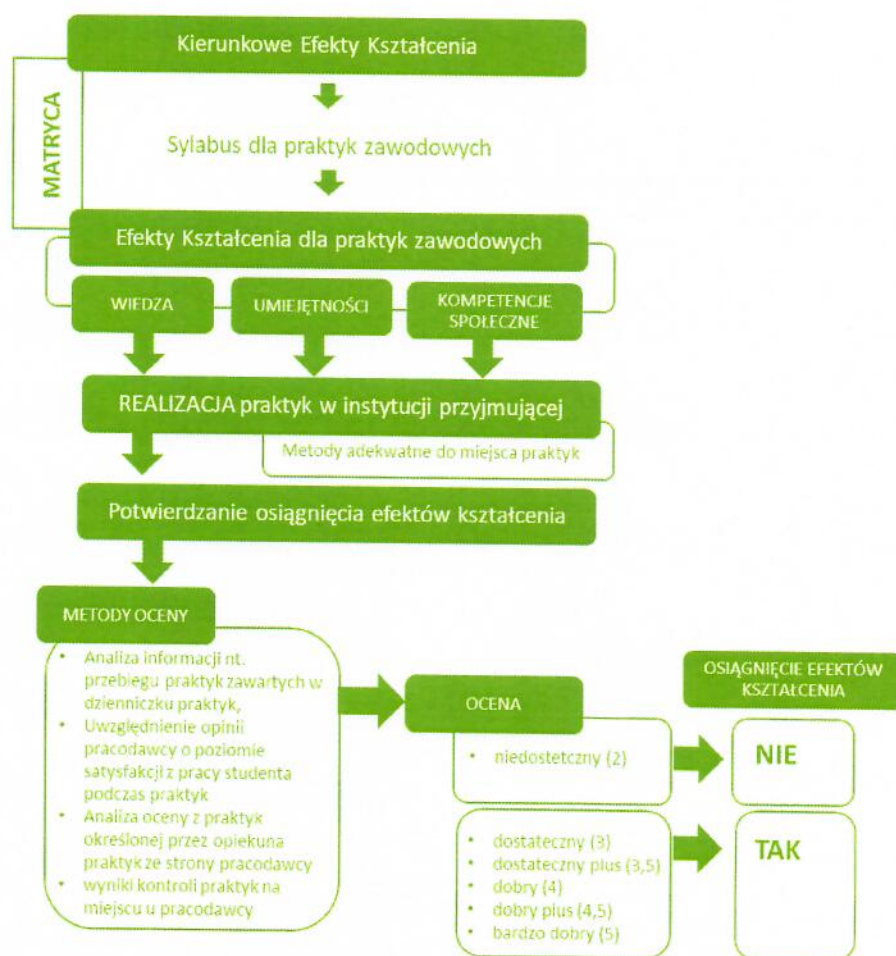 Kierunkowe Efekty Kształcenia
MATRYCA
Sylabus dla praktyk zawodowych
Efekty Kształcenia dla praktyk zawodowych
WIEDZA
UMIEJĘTNOŚCI
KOMPETENCJE
SPOŁECZNE
REALIZACJA praktyk w instytucji przyjmującej
Metody adekwatne do miejsca praktyk
Potwierdzanie osiągnięcia efektów kształcenia
METODY OCENY
• Analiza informacji nt.
przebiegu praktyk zawartych w
dzienniczku praktyk,
• Uwzględnienie opinii
pracodawcy o poziomie
satysfakcji z pracy studenta
podczas praktyk
• Analiza oceny z praktyk
określonej przez opiekuna
praktyk ze strony pracodawcy
• wyniki kontroli praktyk na
miejscu u pracodawcy
OCENA
• niedostetczny (2)
• dostateczny (3)
• dostateczny plus (3,5)
• dobry (4)
• dobry plus (4,5)
• bardzo dobry (5)
OSIĄGNIĘCIE EFEKTÓW
KSZTAŁCENIA
NIE
TAK